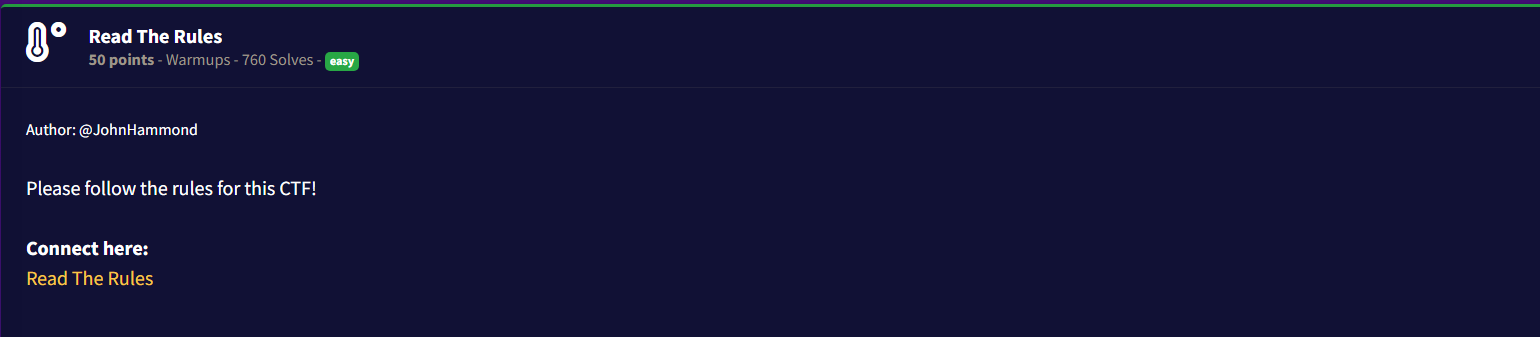 Read The Rules
50 points - Warmups - 760 Solves - easy
Author: @JohnHammond
Please follow the rules for this CTF!
Connect here:
Read The Rules